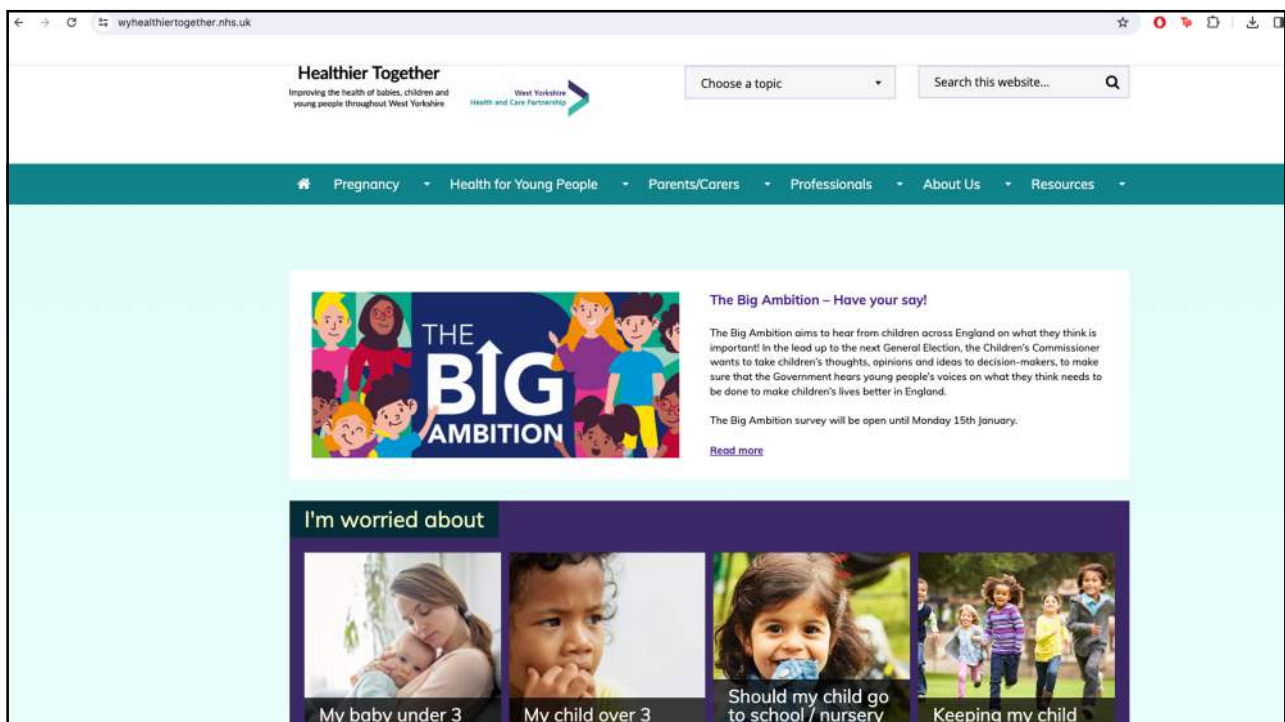 wyhealthiertogether.nhs.uk
Healthier Together
Improving the health of babies, children and
young people throughout West Yorkshire
West Yorkshire
Health and Care Partnership
Choose a topic
Search this website...
Pregnancy
Health for Young People
Parents/Carers
Professionals
About Us
Resources
THE
BIG
AMBITION
The Big Ambition – Have your say!
The Big Ambition aims to hear from children across England on what they think is
important! In the lead up to the next General Election, the Children's Commissioner
wants to take children's thoughts, opinions and ideas to decision-makers, to make
sure that the Government hears young people's voices on what they think needs to
be done to make children's lives better in England.
The Big Ambition survey will be open until Monday 15th January.
Read more
I'm worried about
My baby under 3
My child over 3
Should my child go
to school / nursery
Keeping my child